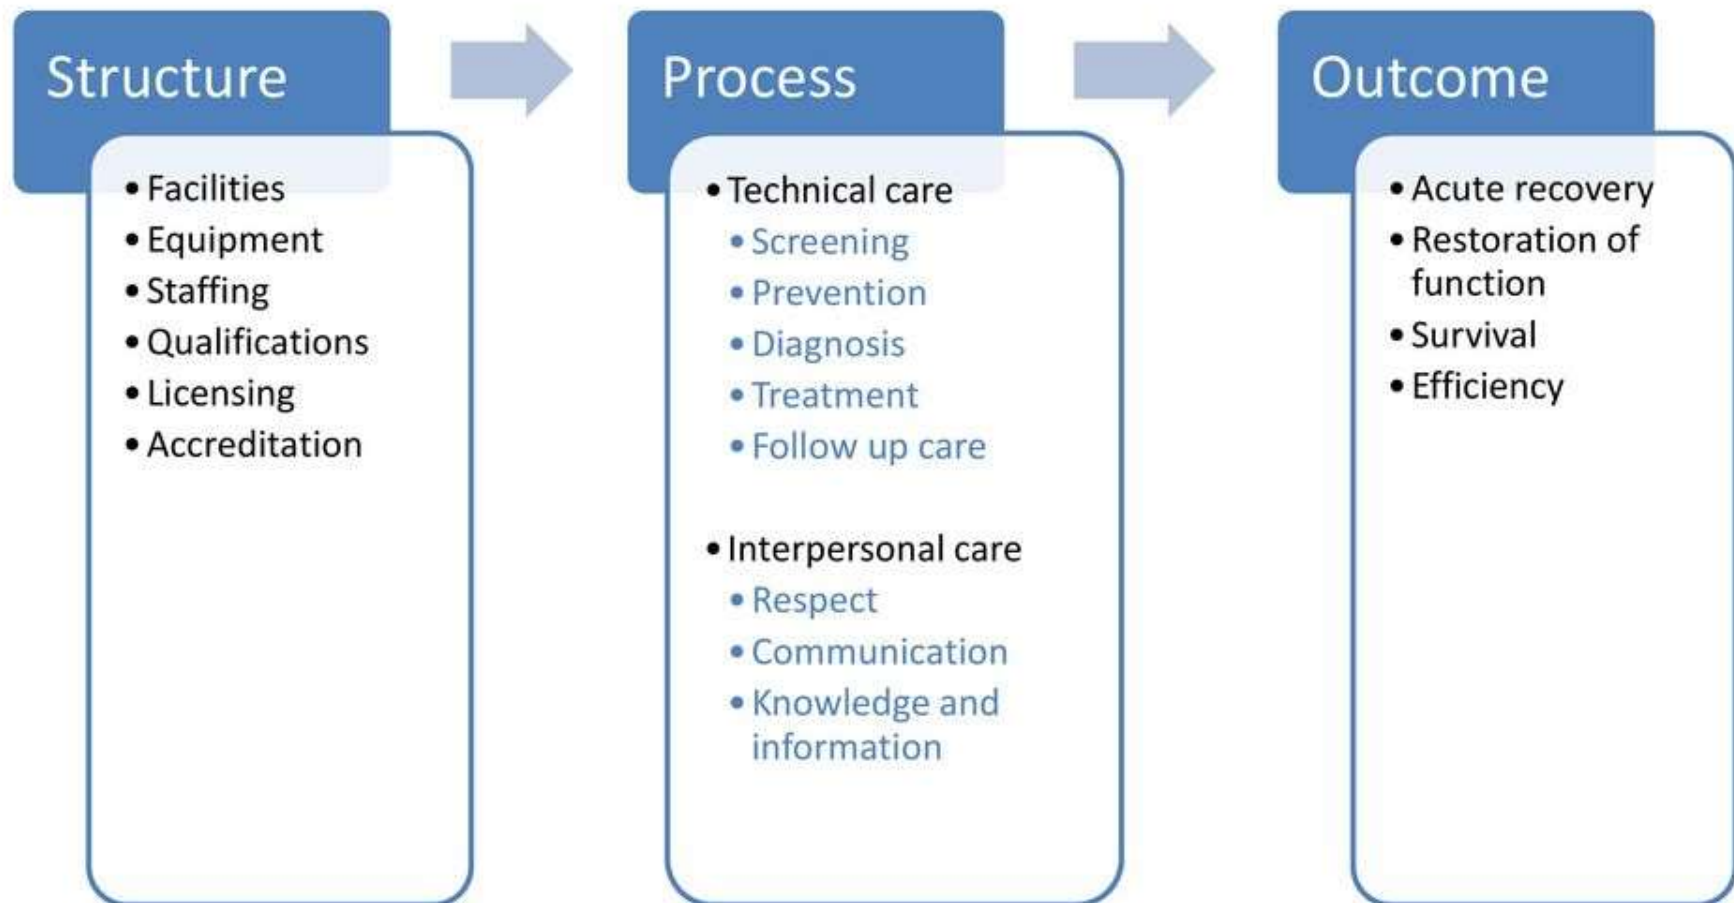 Structure
• Facilities
• Equipment
• Staffing
• Qualifications
• Licensing
• Accreditation
Process
• Technical care
• Screening
• Prevention
• Diagnosis
• Treatment
• Follow up care
• Interpersonal care
• Respect
• Communication
• Knowledge and
information
Outcome
• Acute recovery
• Restoration of
function
• Survival
• Efficiency